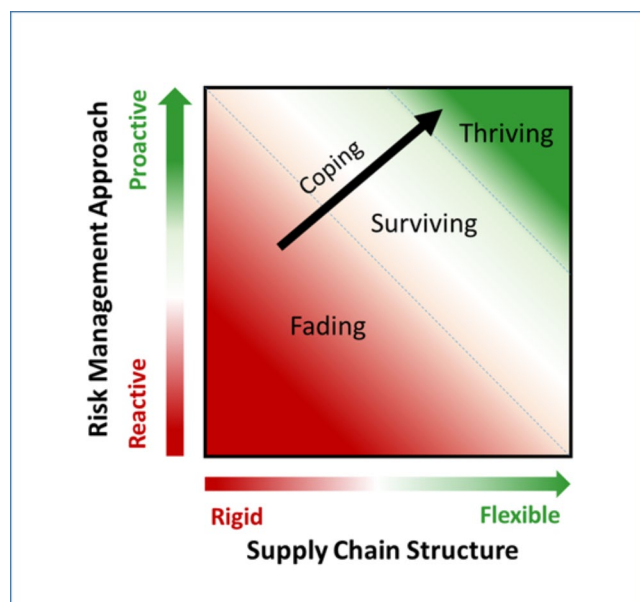 Risk Management Approach
Proactive
Reactive
Thriving
Coping
Surviving
Fading
Rigid
Flexible
Supply Chain Structure